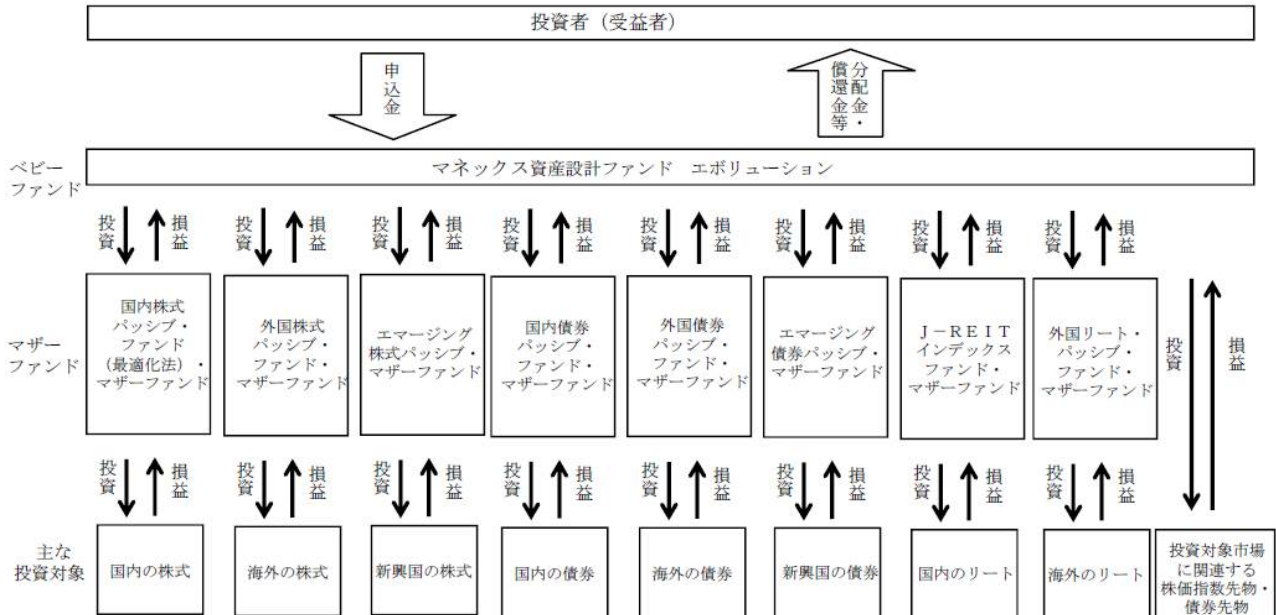 投資者（受益者）
申込金
分配金・
償還金等
ベビー
ファンド
マネックス資産設計ファンド　エボリューション
投資
損益
投資
損益
投資
損益
投資
損益
投資
損益
投資
損益
投資
損益
投資
損益
マザー
ファンド
国内株式
パッシブ・
ファンド
（最適化法）・
マザーファンド
外国株式
パッシブ・
ファンド・
マザーファンド
エマージング
株式パッシブ・
マザーファンド
国内債券
パッシブ・
ファンド・
マザーファンド
外国債券
パッシブ・
ファンド・
マザーファンド
エマージング
債券パッシブ・
マザーファンド
Ｊ－ＲＥＩＴ
インデックス
ファンド・
マザーファンド
外国リート・
パッシブ・
ファンド・
マザーファンド
投資
損益
投資
損益
投資
損益
投資
損益
投資
損益
投資
損益
投資
損益
投資
損益
投資
損益
主な
投資対象
国内の株式
海外の株式
新興国の株式
国内の債券
海外の債券
新興国の債券
国内のリート
海外のリート
投資対象市場
に関連する
株価指数先物・
債券先物